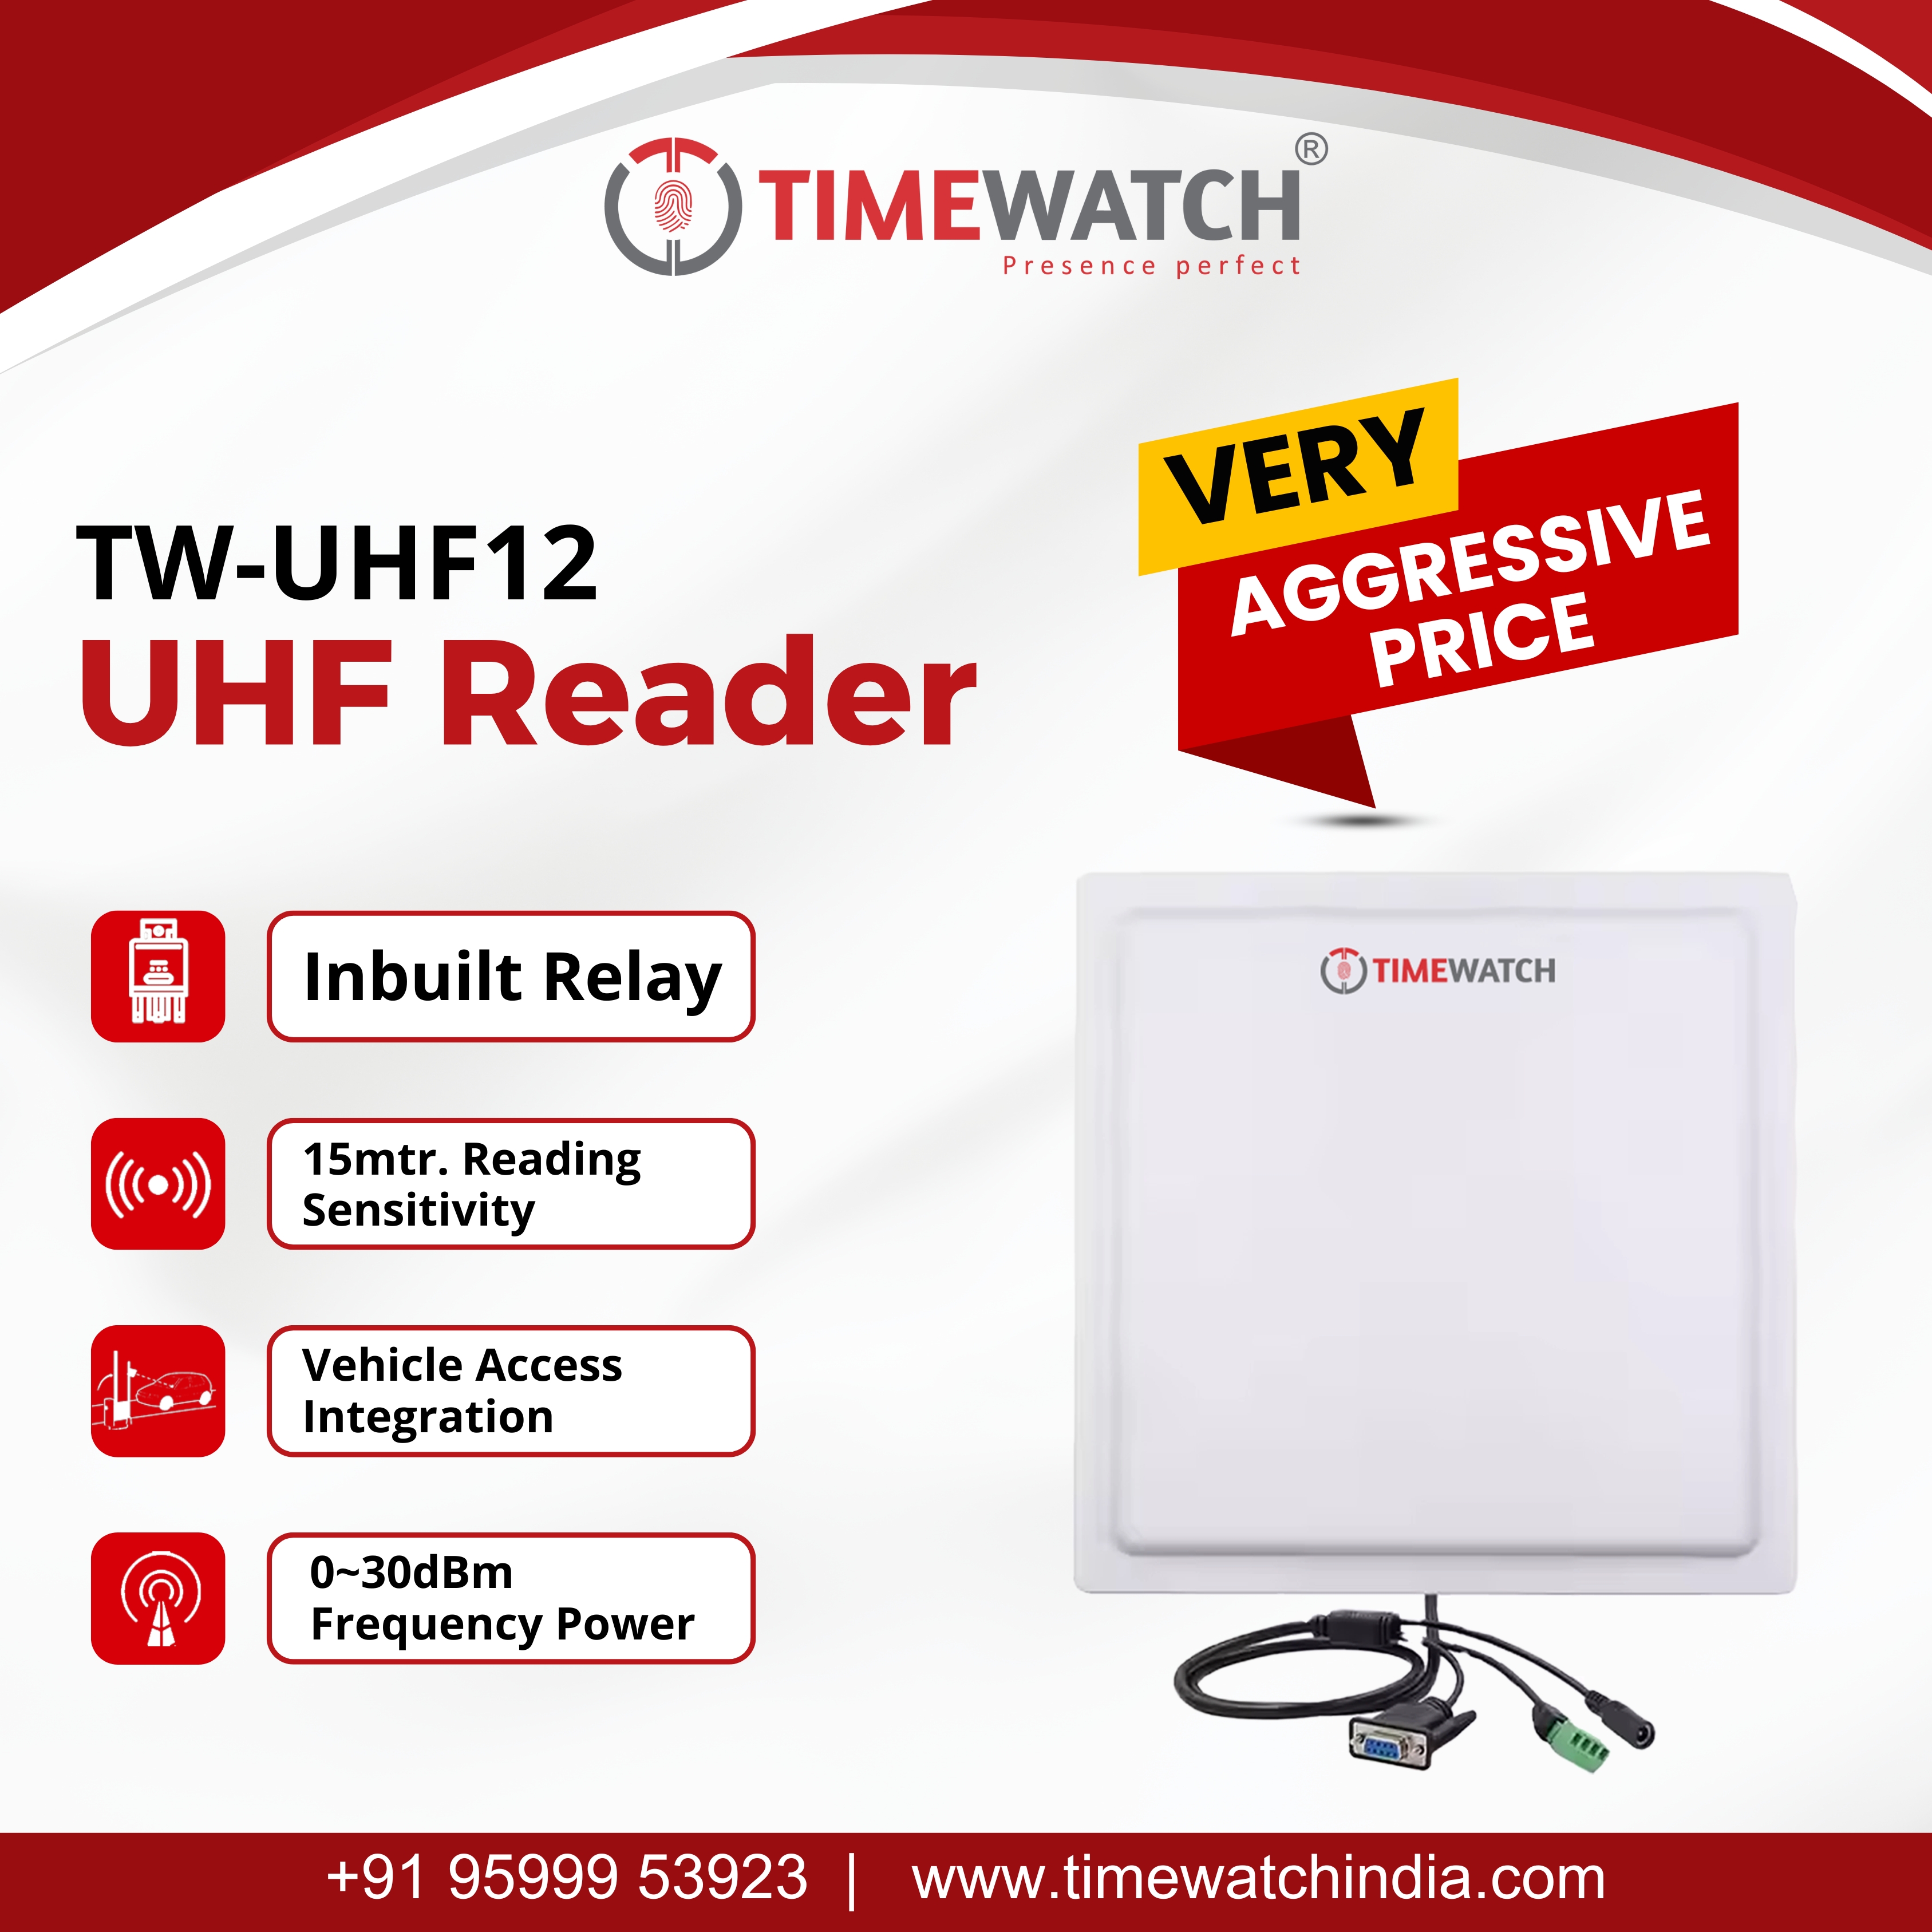 TIMEWATCH®
Presence perfect
VERY
AGGRESSIVE
PRICE
TW-UHF12
UHF Reader
Inbuilt Relay
15mtr. Reading
Sensitivity
Vehicle Access
Integration
0~30dBm
Frequency Power
TIMEWATCH
+91 95999 53923 | www.timewatchindia.com